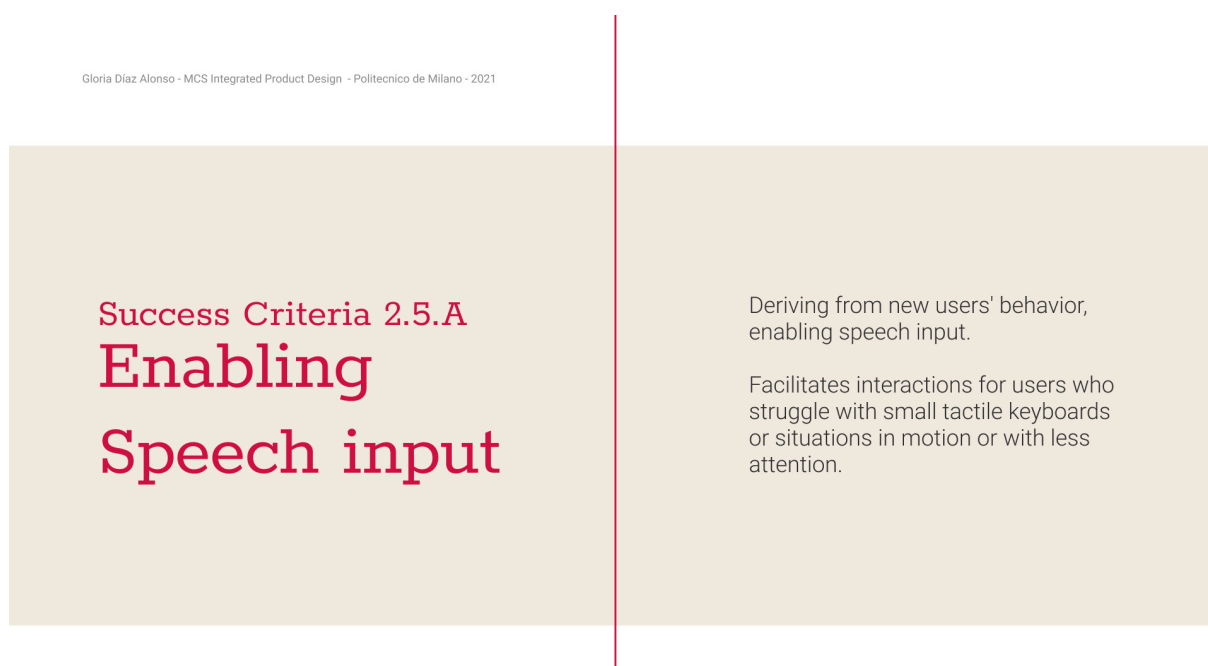 Gloria Díaz Alonso - MCS Integrated Product Design - Politecnico de Milano - 2021
Success Criteria 2.5.A
Enabling
Speech input
Deriving from new users' behavior,
enabling speech input.
Facilitates interactions for users who
struggle with small tactile keyboards
or situations in motion or with less
attention.